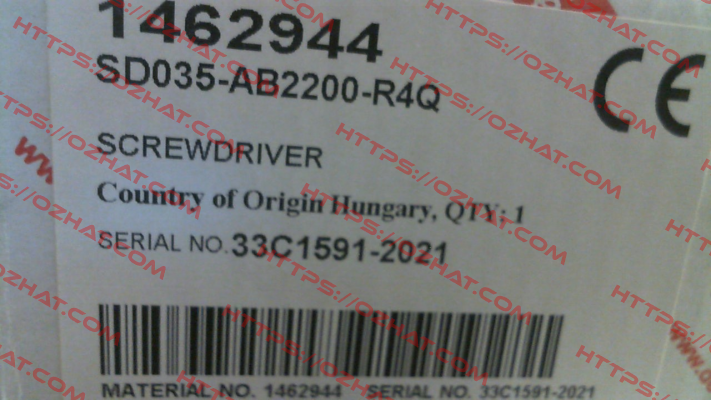 1462944
SD035-AB2200-R4Q
CE
SCREWDRIVER
Country of Origin Hungary, QTY: 1
SERIAL NO. 33C1591-2021
MATERIAL NO. 1462944 SERIAL NO. 33C1591-2021
HTTPS://OZHAT.COM